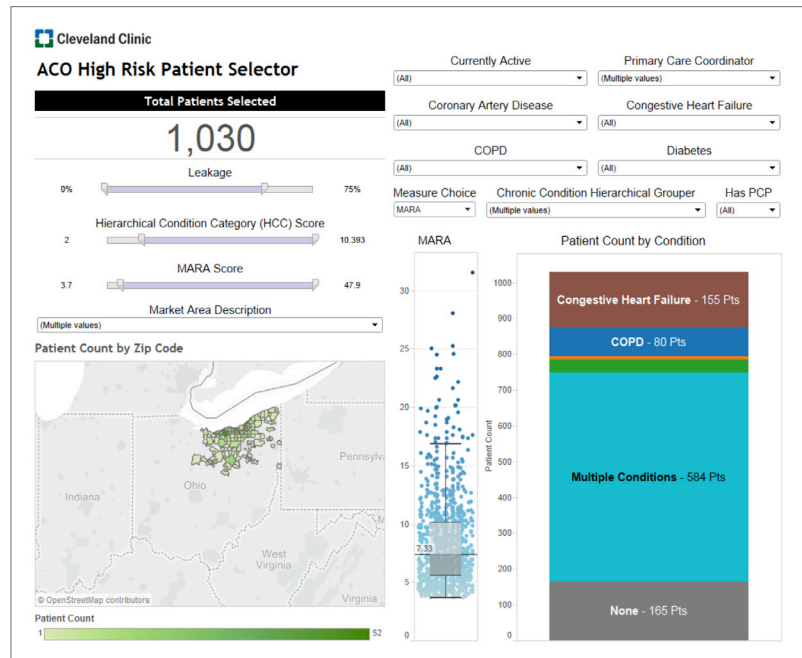 Cleveland Clinic
ACO High Risk Patient Selector
Total Patients Selected
1,030
Leakage
0% 75%
Hierarchical Condition Category (HCC) Score
2 10.393
MARA Score
3.7 47.9
Market Area Description
(Multiple values)
Currently Active Primary Care Coordinator
(All) (Multiple values)
Coronary Artery Disease Congestive Heart Failure
(All) (All)
COPD Diabetes
(All) (All)
Measure Choice Chronic Condition Hierarchical Grouper Has PCP
MARA (Multiple values) (All)
Patient Count by Zip Code
Indiana
Ohio
Pennsylva
West
Virginia
M
Virginia
© OpenStreetMap contributors
Patient Count
1 52
MARA
30
25
20
15
10
7.33
5
0
Patient Count by Condition
Patient Count
1000
900
800
700
600
500
400
300
200
100
0
Congestive Heart Failure - 155 Pts
COPD - 80 Pts
Multiple Conditions - 584 Pts
None - 165 Pts